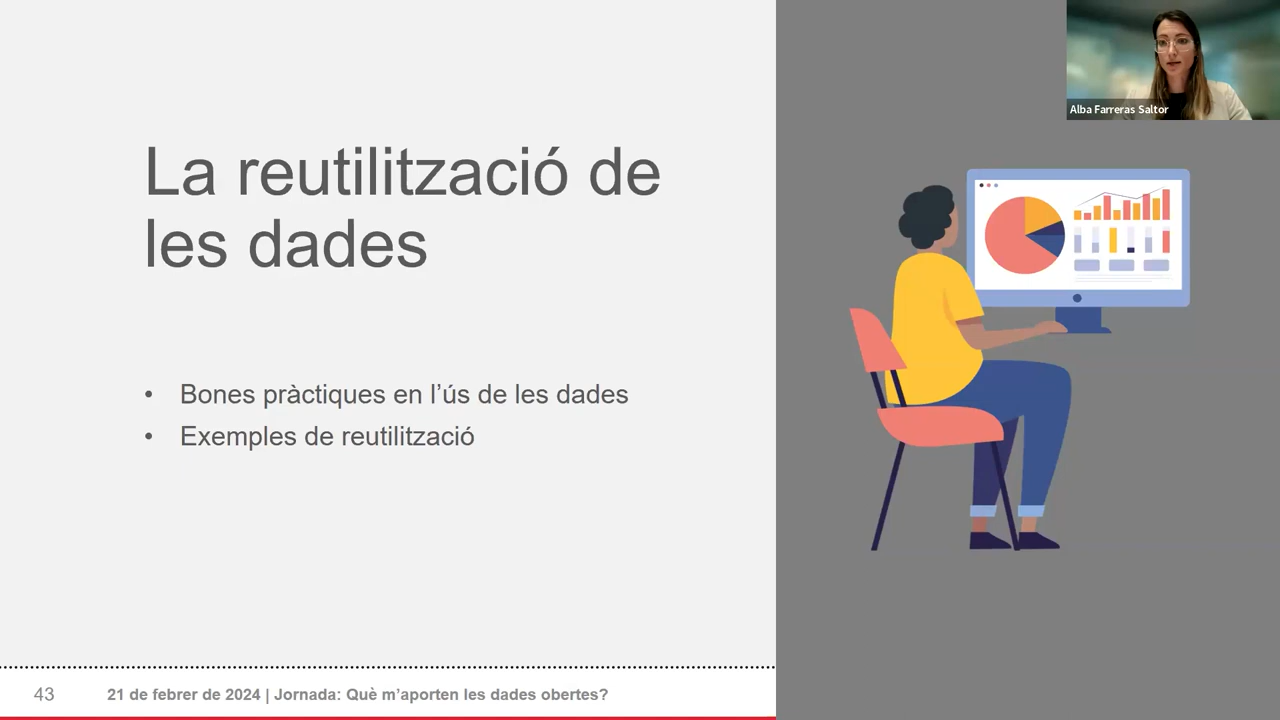 Alba Farreras Saltor
La reutilització de
les dades
• Bones pràctiques en l’ús de les dades
• Exemples de reutilització
43
21 de febrer de 2024 | Jornada: Què m’aporten les dades obertes?